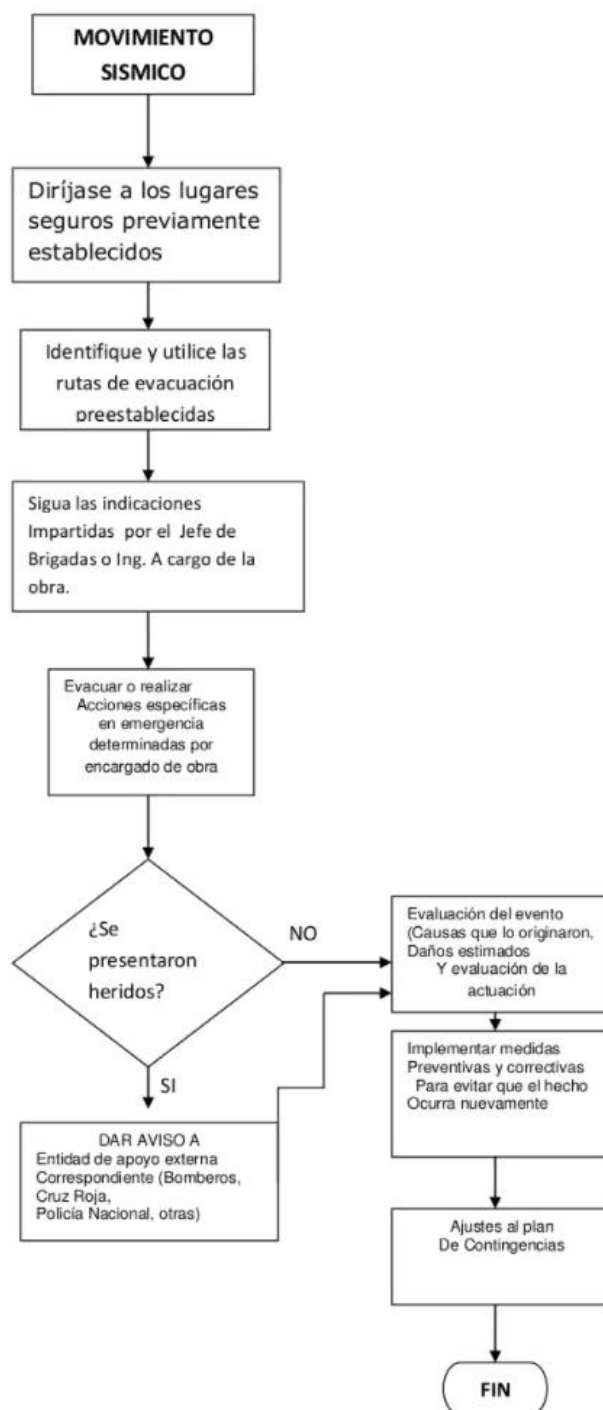 MOVIMIENTO
SISMICO
Diríjase a los lugares
seguros previamente
establecidos
Identifique y utilice las
rutas de evacuación
preestablecidas
Sigua las indicaciones
Impartidas por el Jefe de
Brigadas o Ing. A cargo de la
obra.
Evacuar o realizar
Acciones específicas
en emergencia
determinadas por
encargado de obra
¿Se
presentaron
heridos?
NO
SI
DAR AVISO A
Entidad de apoyo externa
Correspondiente (Bomberos,
Cruz Roja,
Policía Nacional, otras)
Evaluación del evento
(Causas que lo originaron,
Daños estimados
Y evaluación de la
actuación
Implementar medidas
Preventivas y correctivas
Para evitar que el hecho
Ocurra nuevamente
Ajustes al plan
De Contingencias
FIN